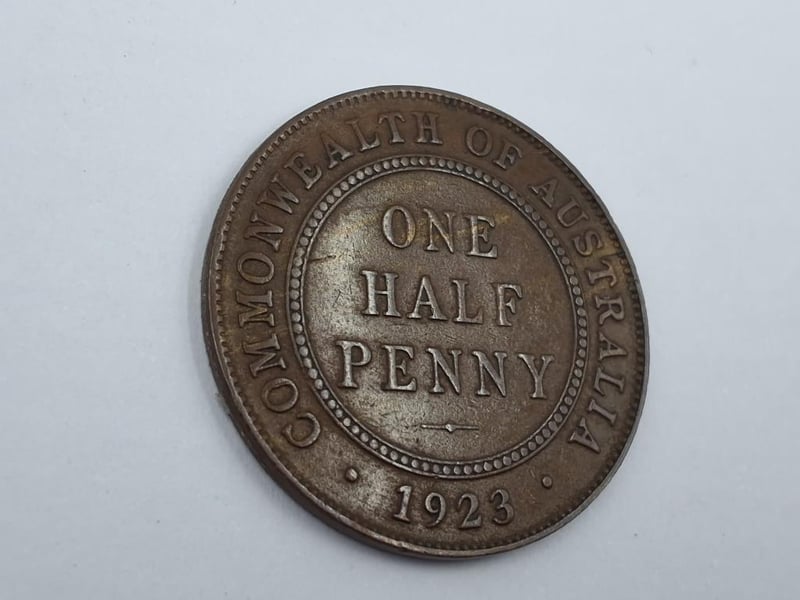 COMMONWEALTH OF AUSTRALIA
ONE
HALF
PENNY
1923